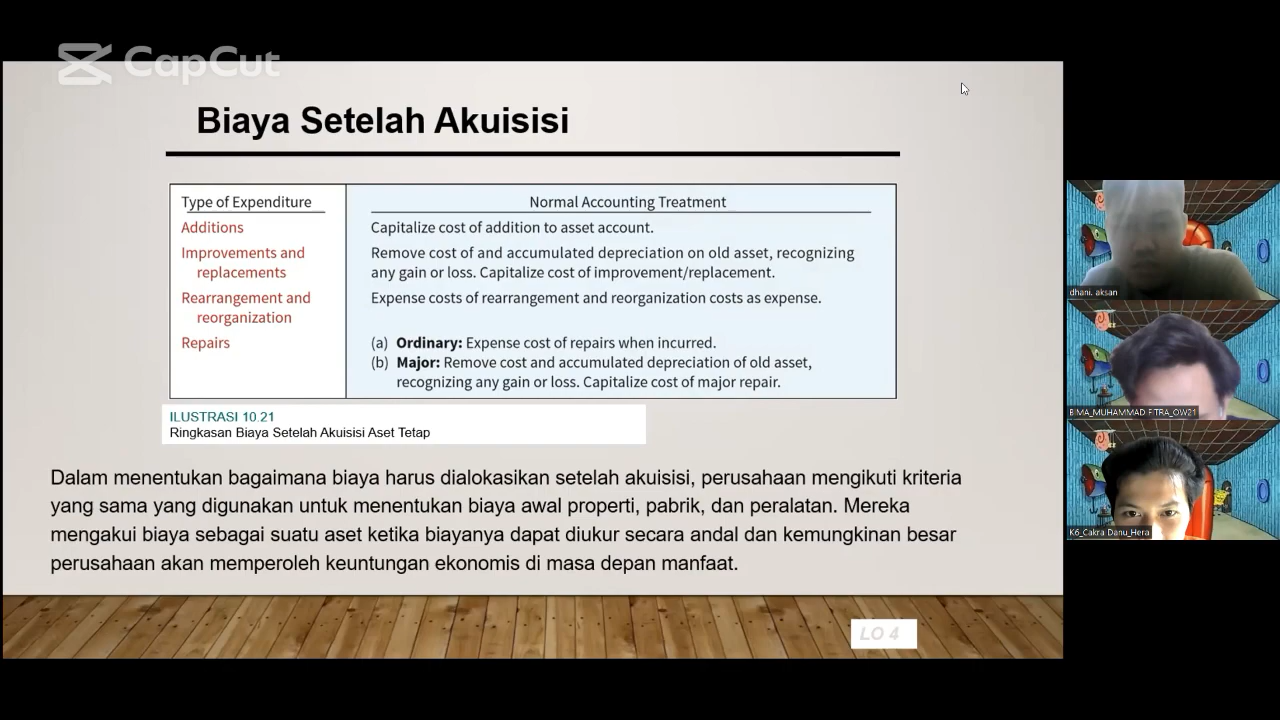 CapCut
Biaya Setelah Akuisisi
Type of Expenditure
Normal Accounting Treatment
Additions
Capitalize cost of addition to asset account.
Improvements and
replacements
Remove cost of and accumulated depreciation on old asset, recognizing
any gain or loss. Capitalize cost of improvement/replacement.
Rearrangement and
reorganization
Expense costs of rearrangement and reorganization costs as expense.
Repairs
(a) Ordinary: Expense cost of repairs when incurred.
(b) Major: Remove cost and accumulated depreciation of old asset,
recognizing any gain or loss. Capitalize cost of major repair.
ILUSTRASI 10.21
Ringkasan Biaya Setelah Akuisisi Aset Tetap
Dalam menentukan bagaimana biaya harus dialokasikan setelah akuisisi, perusahaan mengikuti kriteria
yang sama yang digunakan untuk menentukan biaya awal properti, pabrik, dan peralatan. Mereka
mengakui biaya sebagai suatu aset ketika biayanya dapat diukur secara andal dan kemungkinan besar
perusahaan akan memperoleh keuntungan ekonomis di masa depan manfaat.
LO 4
dhani. aksan
BIMA_MUHAMMAD FITRA_OW21
K6_Cakra Danu_Hera